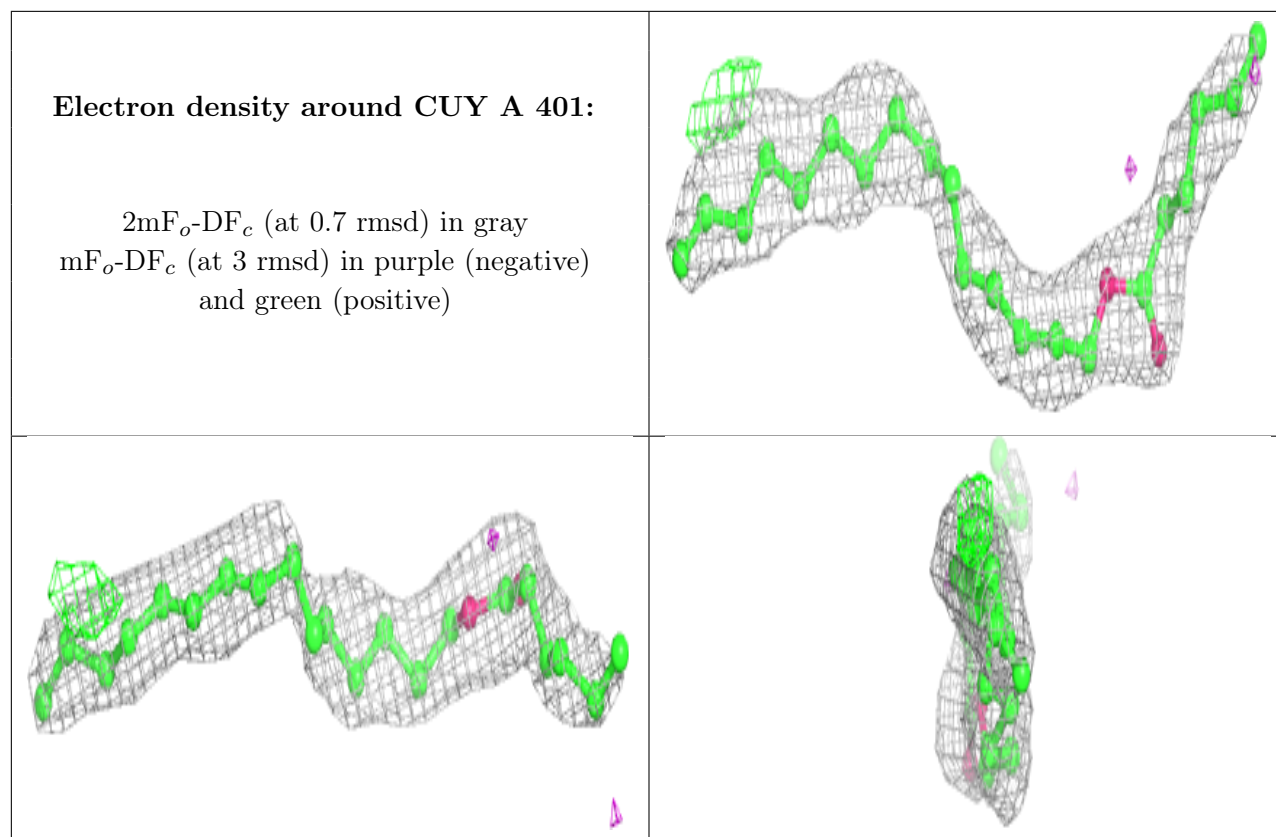 Electron density around CUY A 401:
2mFo-DFc (at 0.7 rmsd) in gray
mFo-DFc (at 3 rmsd) in purple (negative)
and green (positive)